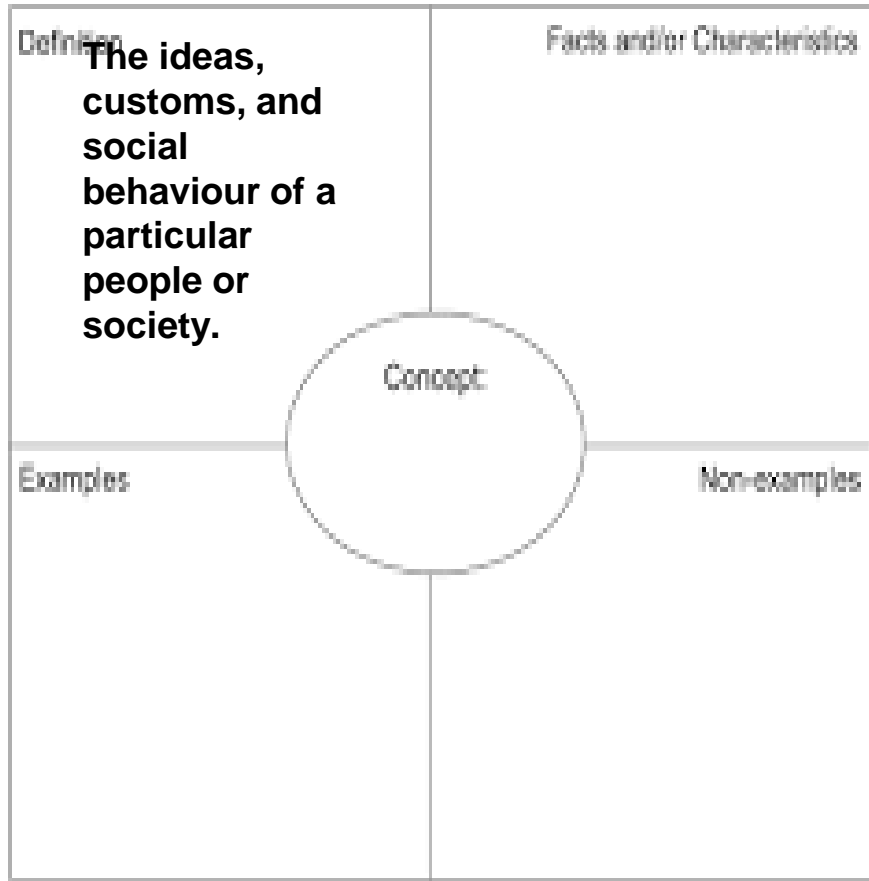 Definition
The ideas,
customs, and
social
behaviour of a
particular
people or
society.
Facts and/or Characteristics
Concept:
Examples
Non-examples